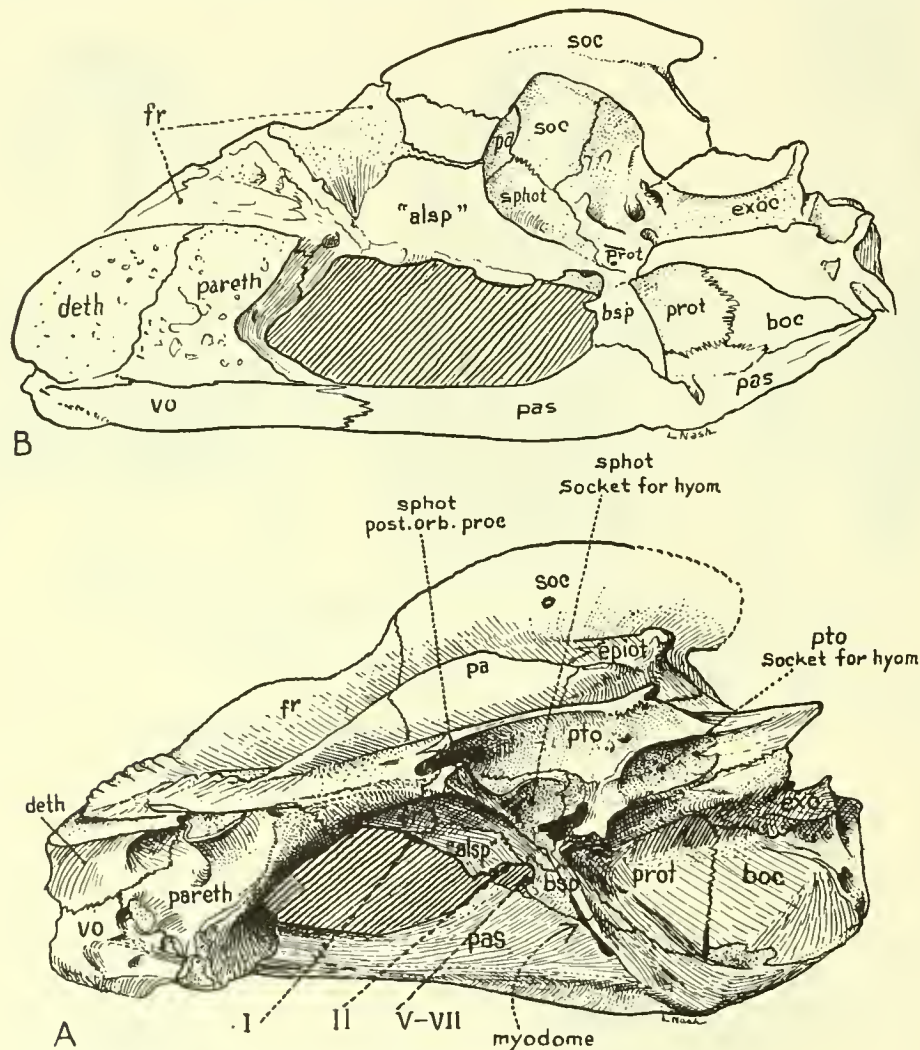 soc
fr
pa
soc
"alsp"
sphot
exoc
prot
deth
pareth
bsp
prot
boc
pas
vo
pas
B
L Nash
sphot
Socket for hyom
sphot
post. orb. proc
soc
epiot
pto
Socket for hyom
pa
fr
pto
deth
exo
"alsp"
pareth
bsp
prot
boc
vo
pas
I
II
V-VII
myodome
L Nash
A